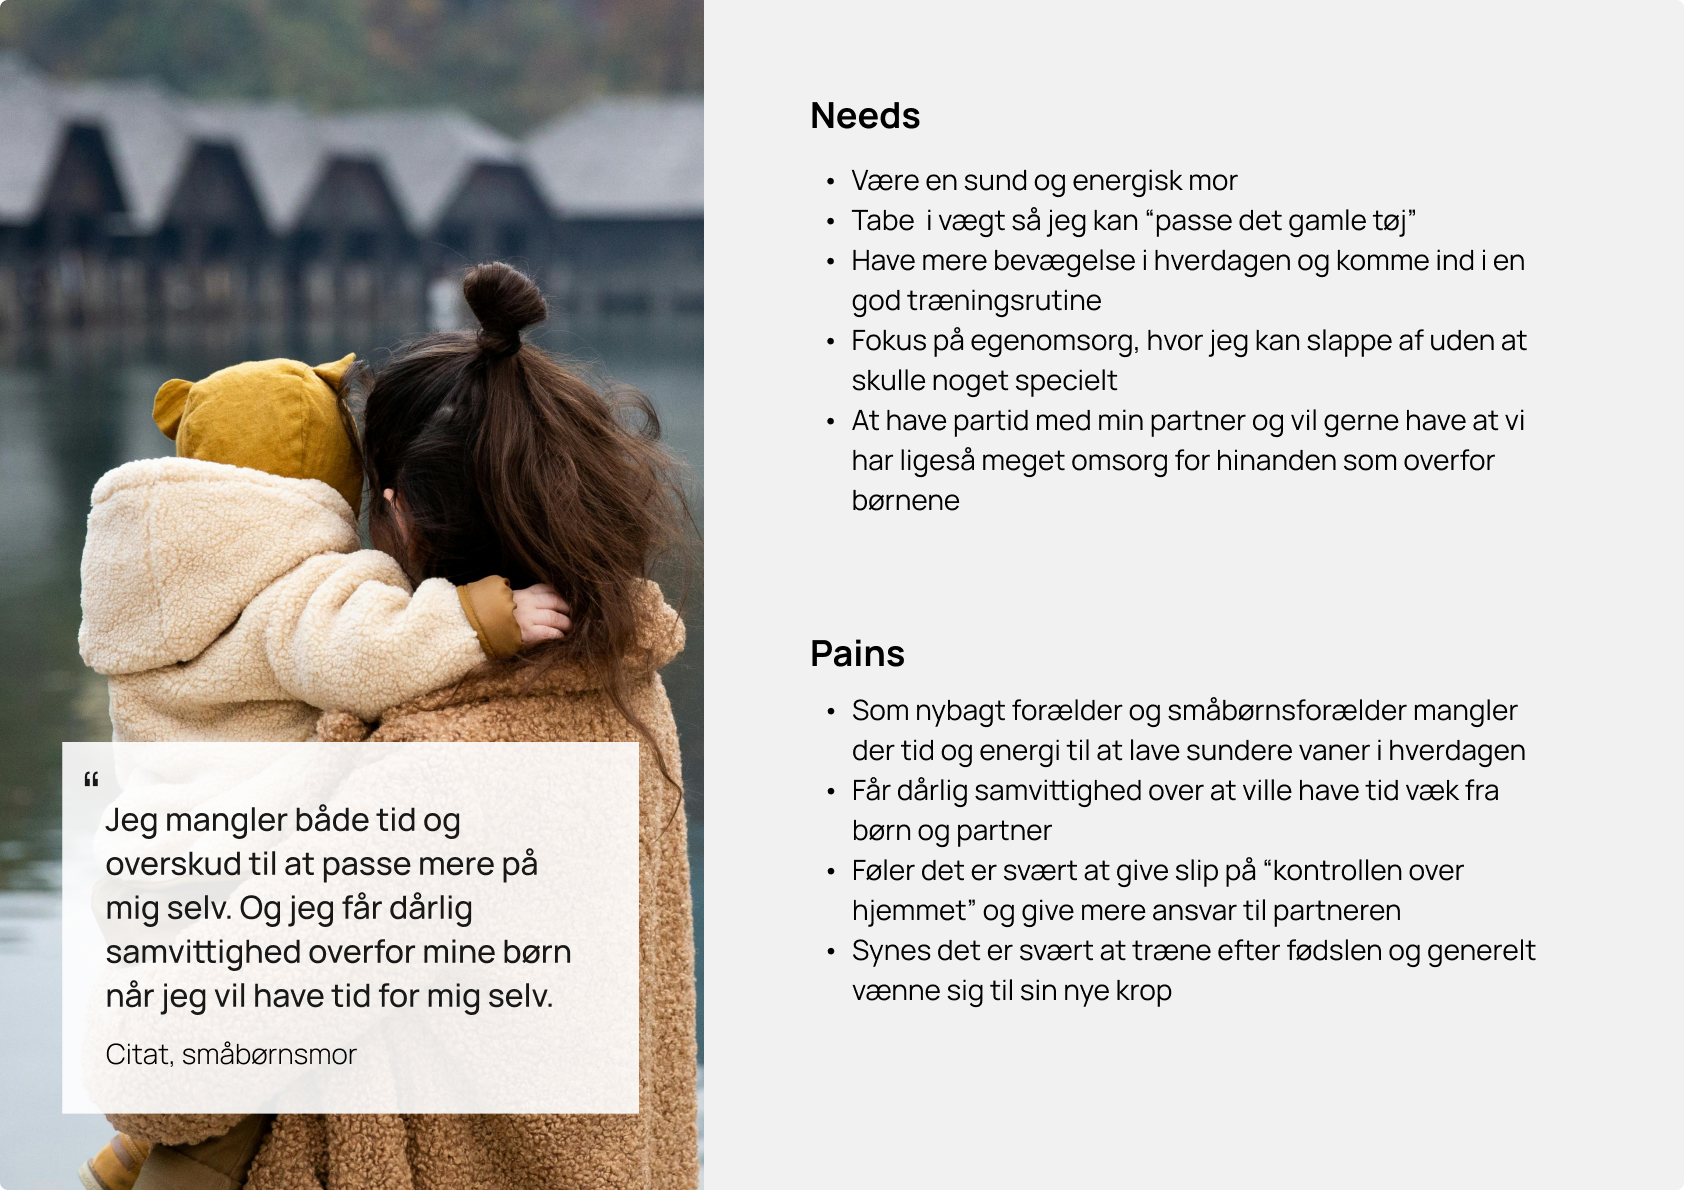 Needs
• Være en sund og energisk mor
• Tabe  i vægt så jeg kan “passe det gamle tøj”
• Have mere bevægelse i hverdagen og komme ind i en
god træningsrutine
• Fokus på egenomsorg, hvor jeg kan slappe af uden at
skulle noget specielt
• At have partid med min partner og vil gerne have at vi
har ligeså meget omsorg for hinanden som overfor
børnene
Pains
• Som nybagt forælder og småbørnsforælder mangler
der tid og energi til at lave sundere vaner i hverdagen
• Får dårlig samvittighed over at ville have tid væk fra
børn og partner
• Føler det er svært at give slip på “kontrollen over
hjemmet” og give mere ansvar til partneren
• Synes det er svært at træne efter fødslen og generelt
vænne sig til sin nye krop
“
Jeg mangler både tid og
overskud til at passe mere på
mig selv. Og jeg får dårlig
samvittighed overfor mine børn
når jeg vil have tid for mig selv.
Citat, småbørnsmor